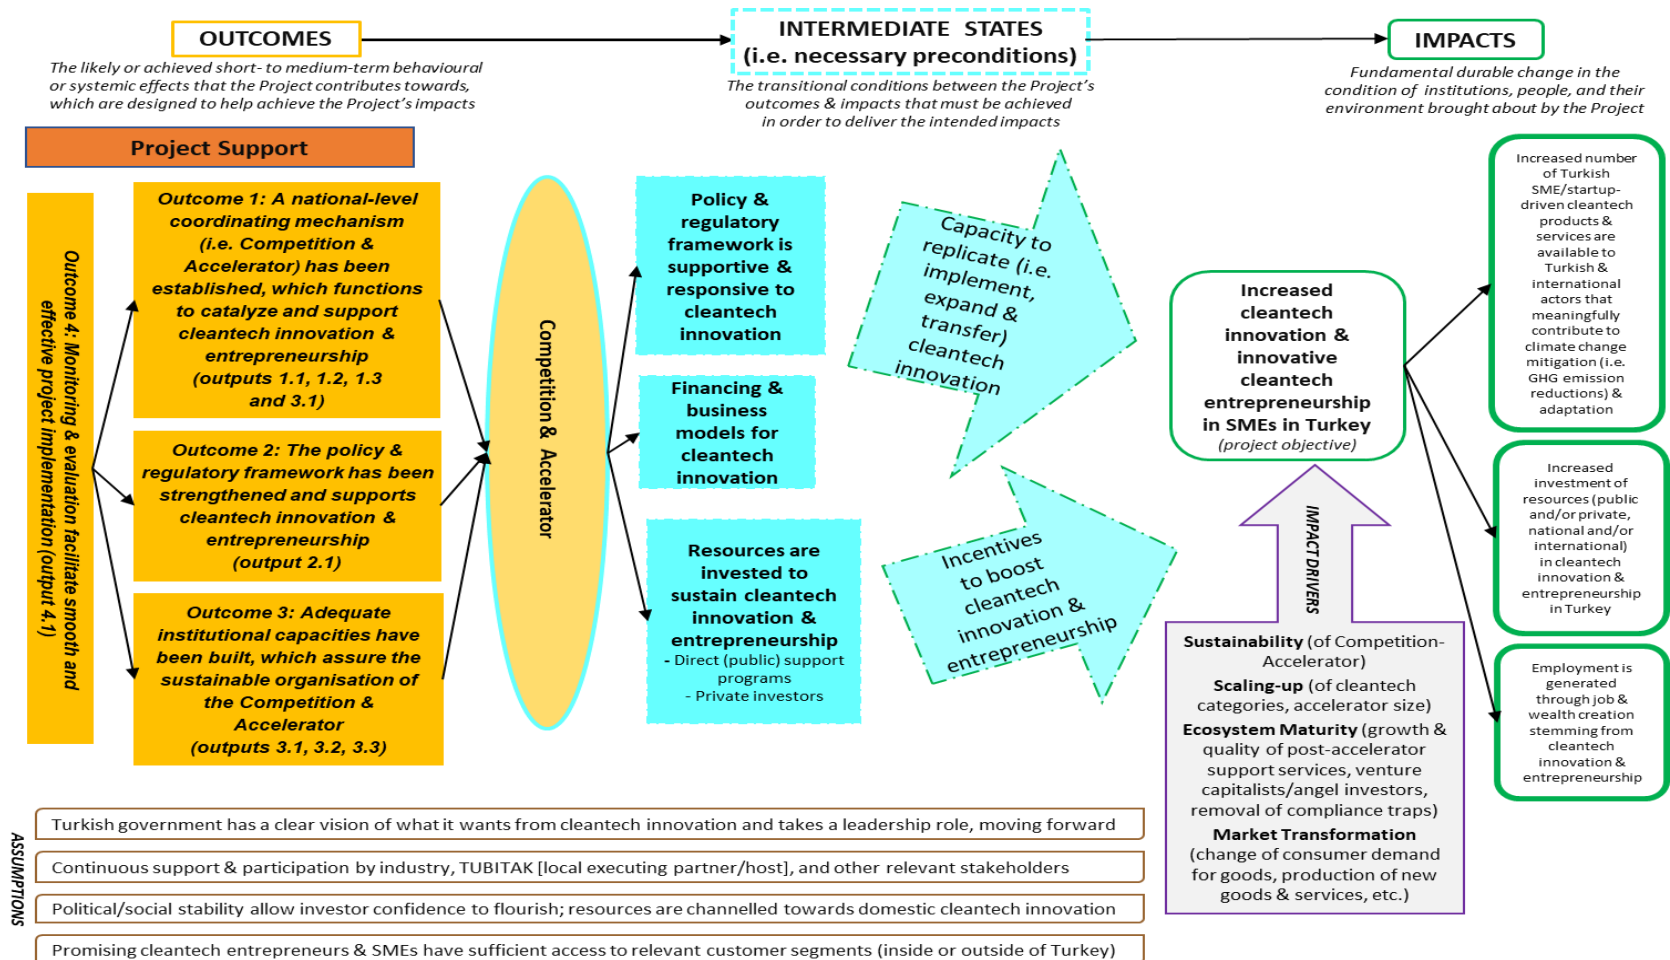 OUTCOMES
The likely or achieved short- to medium-term behavioural
or systemic effects that the Project contributes towards,
which are designed to help achieve the Project's impacts
INTERMEDIATE STATES
(i.e. necessary preconditions)
The transitional conditions between the Project's
outcomes & impacts that must be achieved
in order to deliver the intended impacts
IMPACTS
Fundamental durable change in the
condition of institutions, people, and their
environment brought about by the Project
Project Support
Outcome 4: Monitoring & evaluation facilitate smooth and
effective project implementation (output 4.1)
Outcome 1: A national-level
coordinating mechanism
(i.e. Competition &
Accelerator) has been
established, which functions
to catalyze and support
cleantech innovation &
entrepreneurship
(outputs 1.1, 1.2, 1.3
and 3.1)
Outcome 2: The policy &
regulatory framework has been
strengthened and supports
cleantech innovation &
entrepreneurship
(output 2.1)
Outcome 3: Adequate
institutional capacities have
been built, which assure the
sustainable organisation of
the Competition &
Accelerator
(outputs 3.1, 3.2, 3.3)
Competition & Accelerator
Policy &
regulatory
framework is
supportive &
responsive to
cleantech
innovation
Financing &
business
models for
cleantech
innovation
Resources are
invested to
sustain cleantech
innovation &
entrepreneurship
- Direct (public) support
programs
- Private investors
Capacity to
replicate (i.e.
implement,
expand &
transfer)
cleantech
innovation
Incentives
to boost
cleantech
innovation &
entrepreneurship
Increased
cleantech
innovation &
innovative
cleantech
entrepreneurship
in SMEs in Turkey
(project objective)
IMPACT DRIVERS
Sustainability (of Competition-
Accelerator)
Scaling-up (of cleantech
categories, accelerator size)
Ecosystem Maturity (growth &
quality of post-accelerator
support services, venture
capitalists/angel investors,
removal of compliance traps)
Market Transformation
(change of consumer demand
for goods, production of new
goods & services, etc.)
Increased number
of Turkish
SME/startup-
driven cleantech
products &
services are
available to
Turkish &
international
actors that
meaningfully
contribute to
climate change
mitigation (i.e.
GHG emission
reductions) &
adaptation
Increased
investment of
resources (public
and/or private,
national and/or
international)
in cleantech
innovation &
entrepreneurship
in Turkey
Employment is
generated
through job &
wealth creation
stemming from
cleantech
innovation &
entrepreneurship
ASSUMPTIONS
Turkish government has a clear vision of what it wants from cleantech innovation and takes a leadership role, moving forward
Continuous support & participation by industry, TUBITAK [local executing partner/host], and other relevant stakeholders
Political/social stability allow investor confidence to flourish; resources are channelled towards domestic cleantech innovation
Promising cleantech entrepreneurs & SMEs have sufficient access to relevant customer segments (inside or outside of Turkey)